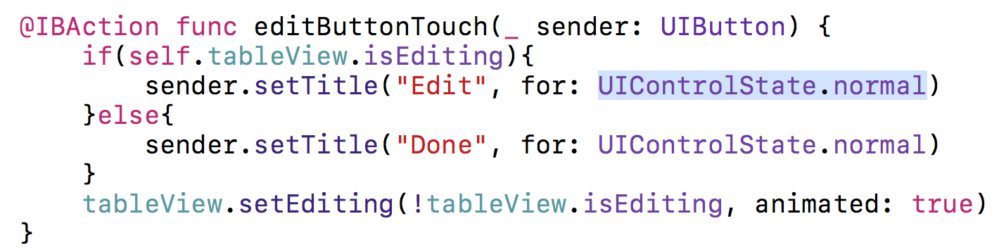 @IBAction func editButtonTouch(_ sender: UIButton) {
    if(self.tableView.isEditing){
        sender.setTitle("Edit", for: UIControlState.normal)
    }else{
        sender.setTitle("Done", for: UIControlState.normal)
    }
    tableView.setEditing(!tableView.isEditing, animated: true)
}